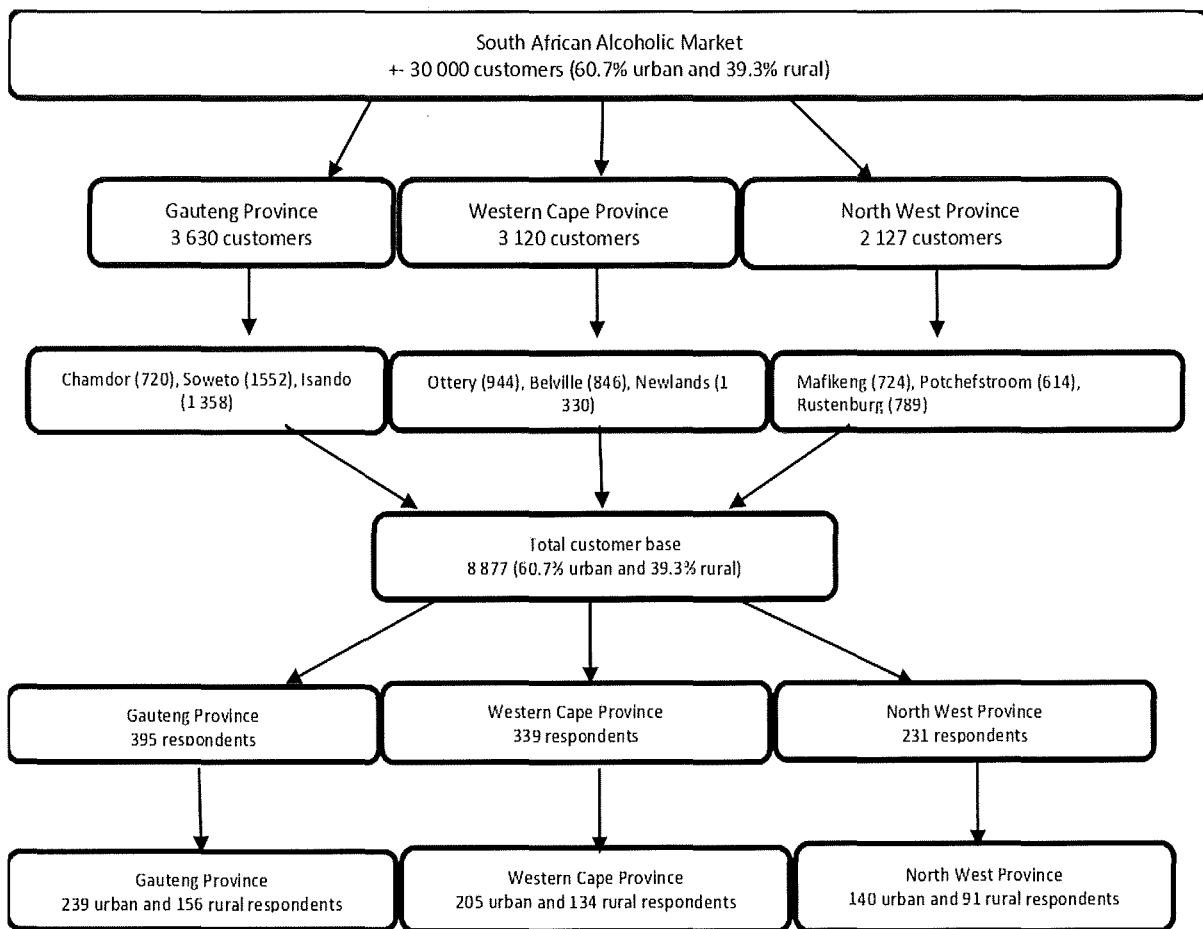 South African Alcoholic Market
+- 30 000 customers (60.7% urban and 39.3% rural)
Gauteng Province
3 630 customers
Western Cape Province
3 120 customers
North West Province
2 127 customers
Chamdor (720), Soweto (1552), Isando
(1 358)
Ottery (944), Belville (846), Newlands (1
330)
Mafikeng (724), Potchefstroom (614),
Rustenburg (789)
Total customer base
8 877 (60.7% urban and 39.3% rural)
Gauteng Province
395 respondents
Western Cape Province
339 respondents
North West Province
231 respondents
Gauteng Province
239 urban and 156 rural respondents
Western Cape Province
205 urban and 134 rural respondents
North West Province
140 urban and 91 rural respondents